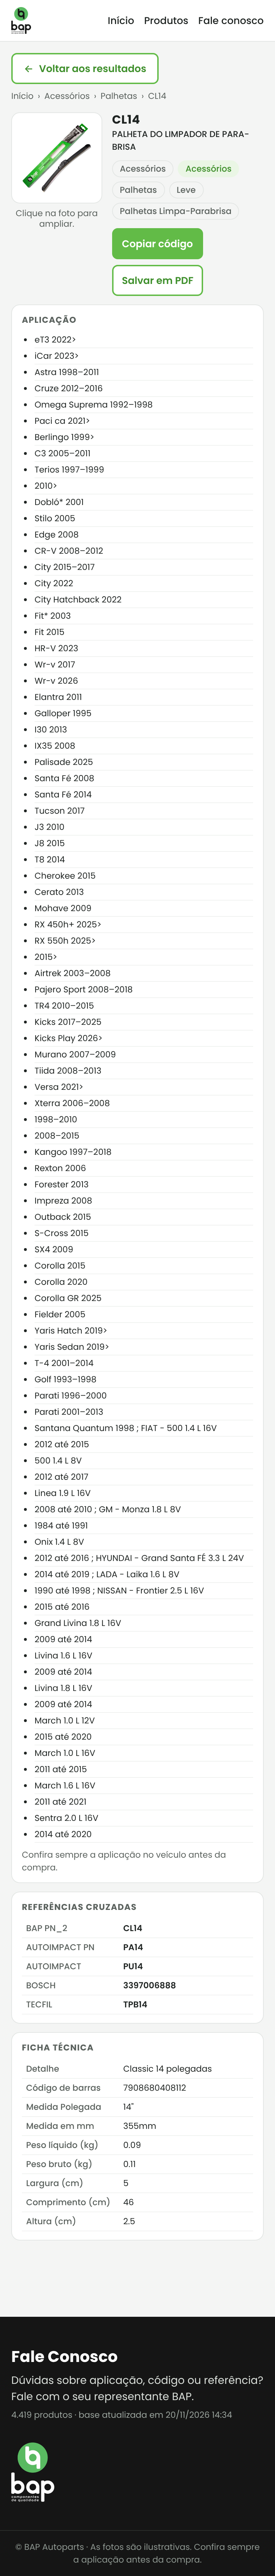 bap
Início Produtos Fale conosco
← Voltar aos resultados
Início › Acessórios › Palhetas › CL14
CL14
PALHETA DO LIMPADOR DE PARA-
BRISA
Acessórios Acessórios
Palhetas Leve
Palhetas Limpa-Parabrisa
Clique na foto para
ampliar.
Copiar código
Salvar em PDF
APLICAÇÃO
• eT3 2022>
• iCar 2023>
• Astra 1998–2011
• Cruze 2012–2016
• Omega Suprema 1992–1998
• Paci ca 2021>
• Berlingo 1999>
• C3 2005–2011
• Terios 1997–1999
• 2010>
• Dobló* 2001
• Stilo 2005
• Edge 2008
• CR-V 2008–2012
• City 2015–2017
• City 2022
• City Hatchback 2022
• Fit* 2003
• Fit 2015
• HR-V 2023
• Wr-v 2017
• Wr-v 2026
• Elantra 2011
• Galloper 1995
• I30 2013
• IX35 2008
• Palisade 2025
• Santa Fé 2008
• Santa Fé 2014
• Tucson 2017
• J3 2010
• J8 2015
• T8 2014
• Cherokee 2015
• Cerato 2013
• Mohave 2009
• RX 450h+ 2025>
• RX 550h 2025>
• 2015>
• Airtrek 2003–2008
• Pajero Sport 2008–2018
• TR4 2010–2015
• Kicks 2017–2025
• Kicks Play 2026>
• Murano 2007–2009
• Tiida 2008–2013
• Versa 2021>
• Xterra 2006–2008
• 1998–2010
• 2008–2015
• Kangoo 1997–2018
• Rexton 2006
• Forester 2013
• Impreza 2008
• Outback 2015
• S-Cross 2015
• SX4 2009
• Corolla 2015
• Corolla 2020
• Corolla GR 2025
• Fielder 2005
• Yaris Hatch 2019>
• Yaris Sedan 2019>
• T-4 2001–2014
• Golf 1993–1998
• Parati 1996–2000
• Parati 2001–2013
• Santana Quantum 1998 ; FIAT - 500 1.4 L 16V
• 2012 até 2015
• 500 1.4 L 8V
• 2012 até 2017
• Linea 1.9 L 16V
• 2008 até 2010 ; GM - Monza 1.8 L 8V
• 1984 até 1991
• Onix 1.4 L 8V
• 2012 até 2016 ; HYUNDAI - Grand Santa FÉ 3.3 L 24V
• 2014 até 2019 ; LADA - Laika 1.6 L 8V
• 1990 até 1998 ; NISSAN - Frontier 2.5 L 16V
• 2015 até 2016
• Grand Livina 1.8 L 16V
• 2009 até 2014
• Livina 1.6 L 16V
• 2009 até 2014
• Livina 1.8 L 16V
• 2009 até 2014
• March 1.0 L 12V
• 2015 até 2020
• March 1.0 L 16V
• 2011 até 2015
• March 1.6 L 16V
• 2011 até 2021
• Sentra 2.0 L 16V
• 2014 até 2020
Confira sempre a aplicação no veículo antes da
compra.
REFERÊNCIAS CRUZADAS
BAP PN_2 CL14
AUTOIMPACT PN PA14
AUTOIMPACT PU14
BOSCH 3397006888
TECFIL TPB14
FICHA TÉCNICA
Detalhe Classic 14 polegadas
Código de barras 7908680408112
Medida Polegada 14"
Medida em mm 355mm
Peso líquido (kg) 0.09
Peso bruto (kg) 0.11
Largura (cm) 5
Comprimento (cm) 46
Altura (cm) 2.5
Fale Conosco
Dúvidas sobre aplicação, código ou referência?
Fale com o seu representante BAP.
4.419 produtos · base atualizada em 20/11/2026 14:34
bap
componentes
de qualidade
© BAP Autoparts · As fotos são ilustrativas. Confira sempre
a aplicação antes da compra.